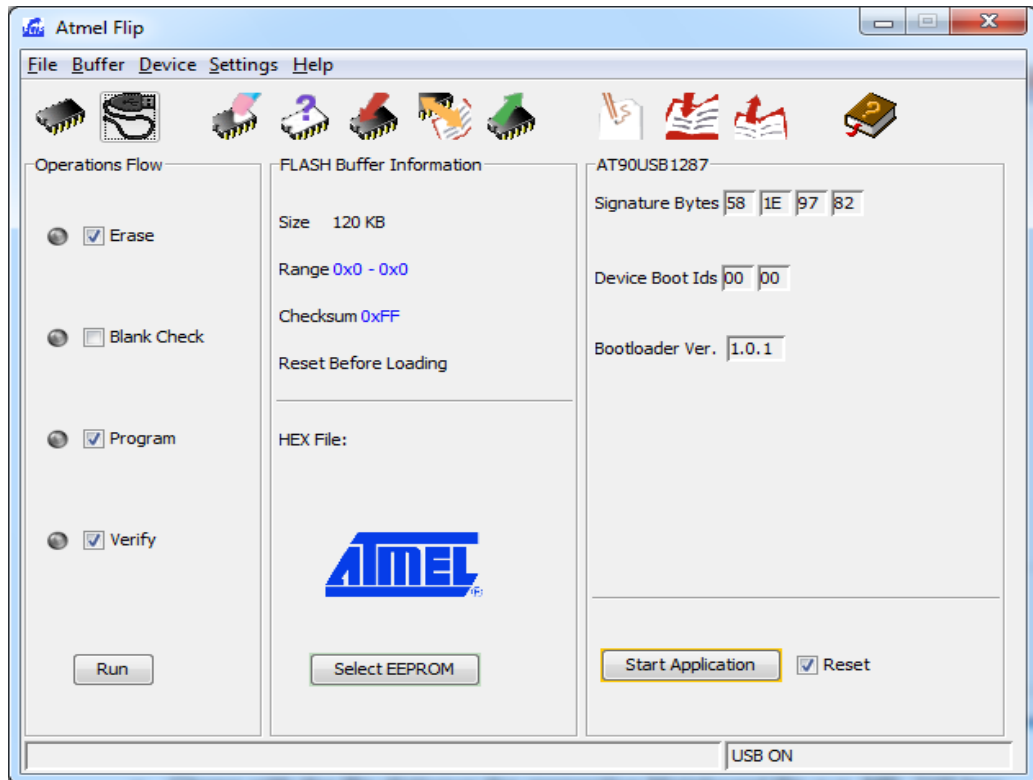 Atmel Flip
File Buffer Device Settings Help
Operations Flow
Erase
Blank Check
Program
Verify
Run
FLASH Buffer Information
Size 120 KB
Range 0x0 - 0x0
Checksum 0xFF
Reset Before Loading
HEX File:
ATMEL
Select EEPROM
AT90USB1287
Signature Bytes 58 1E 97 82
Device Boot Ids 00 00
Bootloader Ver. 1.0.1
Start Application Reset
USB ON